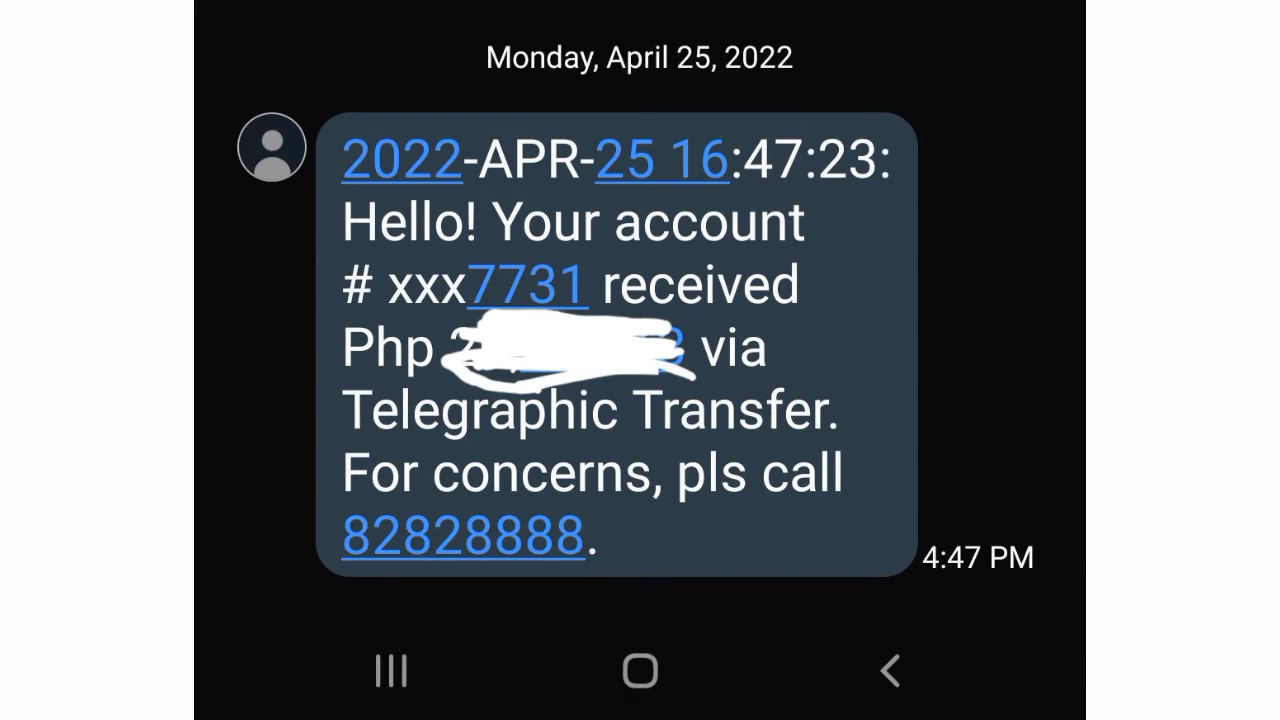 Monday, April 25, 2022
2022-APR-25 16:47:23:
Hello! Your account
# xxx7731 received
Php via
Telegraphic Transfer.
For concerns, pls call
82828888.
4:47 PM